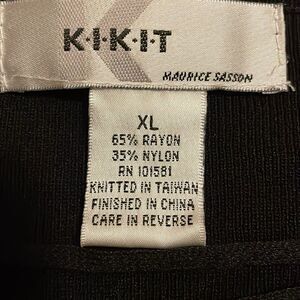 K·I·K·I·T
MAURICE SASSON
XL
65% RAYON
35% NYLON
RN 101581
KNITTED IN TAIWAN
FINISHED IN CHINA
CARE IN REVERSE